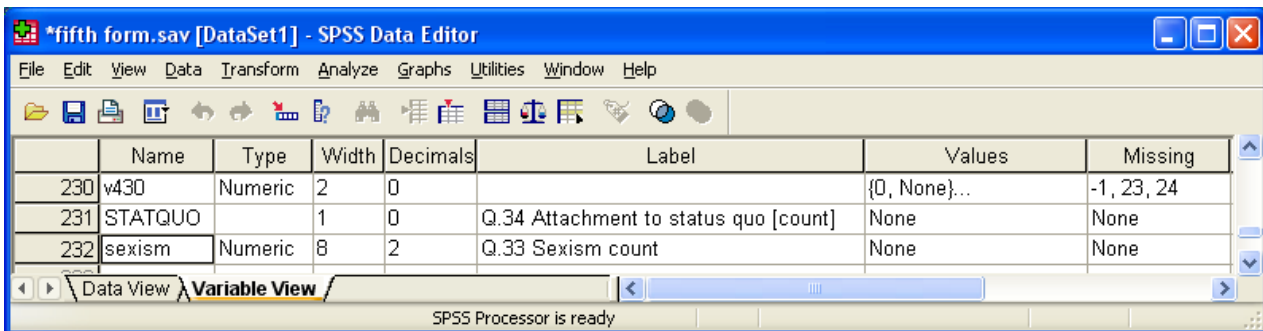 *fifth form.sav [DataSet1] - SPSS Data Editor
File Edit View Data Transform Analyze Graphs Utilities Window Help
Name Type Width Decimals Label Values Missing
230 v430 Numeric 2 0 {0, None}... -1, 23, 24
231 STATQUO 1 0 Q.34 Attachment to status quo [count] None None
232 sexism Numeric 8 2 Q.33 Sexism count None None
Data View Variable View
SPSS Processor is ready